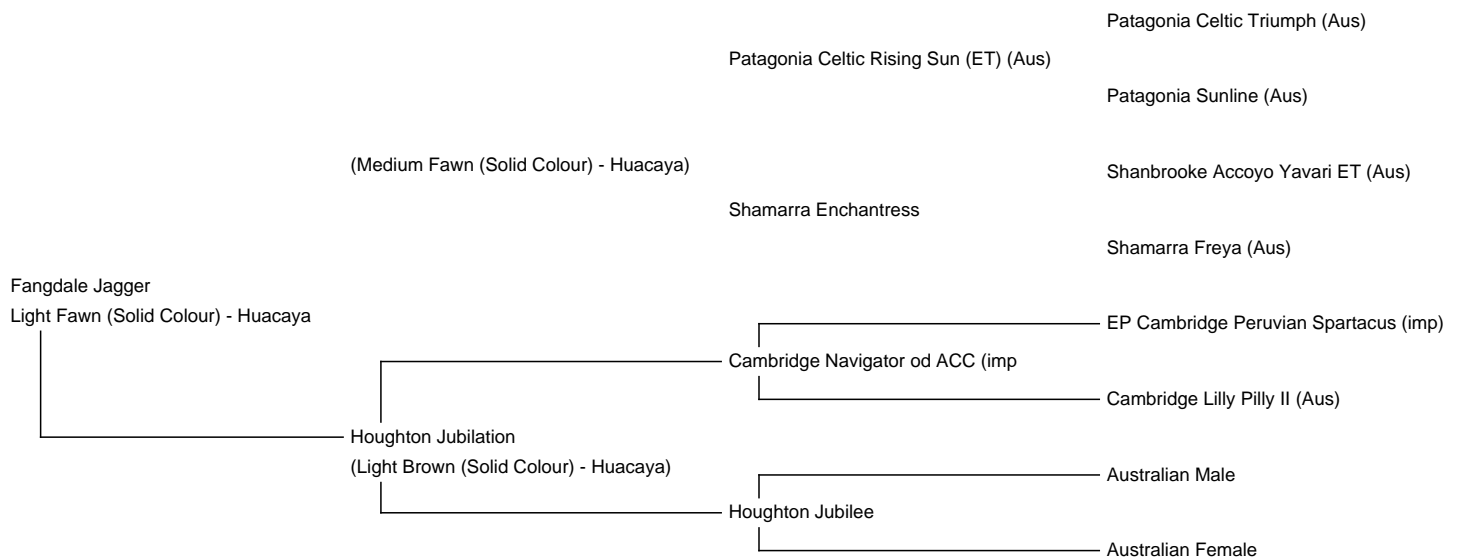 Patagonia Celtic Triumph (Aus)
Patagonia Celtic Rising Sun (ET) (Aus)
Patagonia Sunline (Aus)
(Medium Fawn (Solid Colour) - Huacaya)
Shanbrooke Accoyo Yavari ET (Aus)
Shamarra Enchantress
Shamarra Freya (Aus)
Fangdale Jagger
Light Fawn (Solid Colour) - Huacaya
EP Cambridge Peruvian Spartacus (imp)
Cambridge Navigator od ACC (imp
Cambridge Lilly Pilly II (Aus)
Houghton Jubilation
(Light Brown (Solid Colour) - Huacaya)
Australian Male
Houghton Jubilee
Australian Female